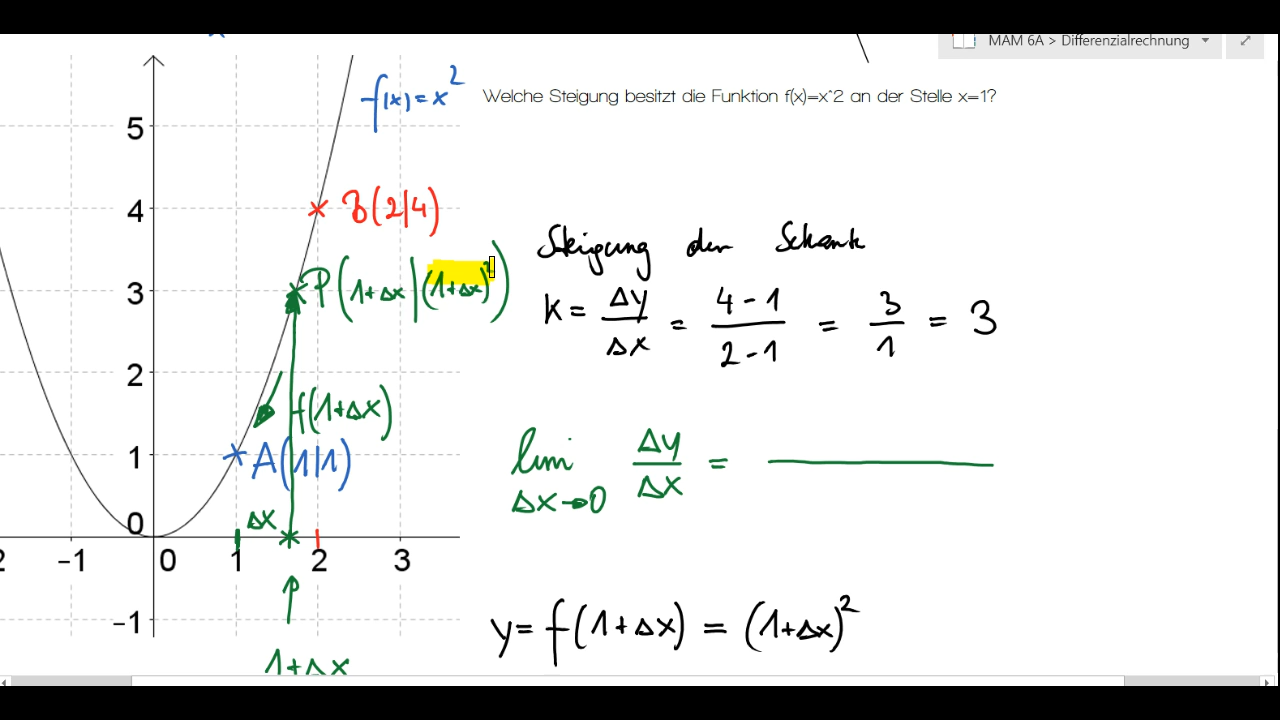 MAM 6A > Differenzialrechnung
f(x)=x^2
Welche Steigung besitzt die Funktion f(x)=x^2 an der Stelle x=1?
5
4
B(2|4)
Steigung der
3
P(1+Δx|(1+Δx)^2)
K = Δy/Δx = (4-1)/(2-1) = 3/1 = 3
2
f(1+Δx)
1
A(1|1)
lim Δx→0 Δy/Δx =
0
Δx
-1 0 1 2 3
-1
y = f(1+Δx) = (1+Δx)^2
1+Δx